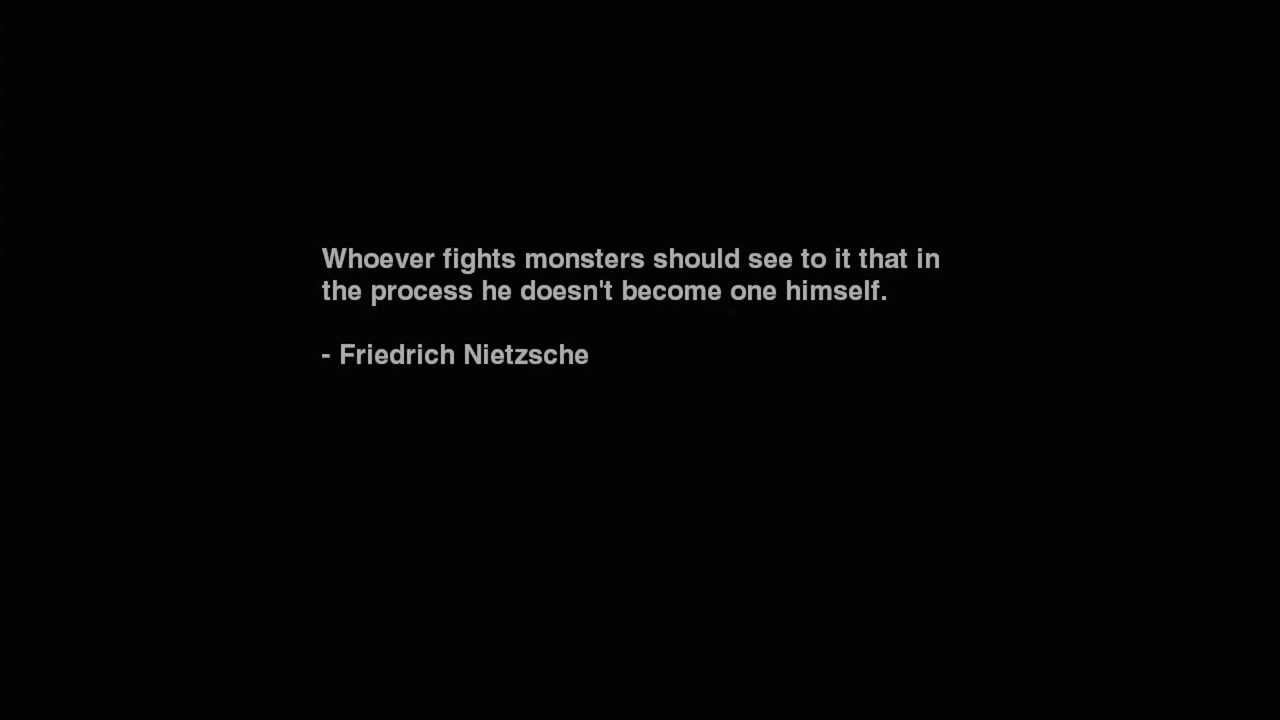 Whoever fights monsters should see to it that in
the process he doesn't become one himself.
- Friedrich Nietzsche